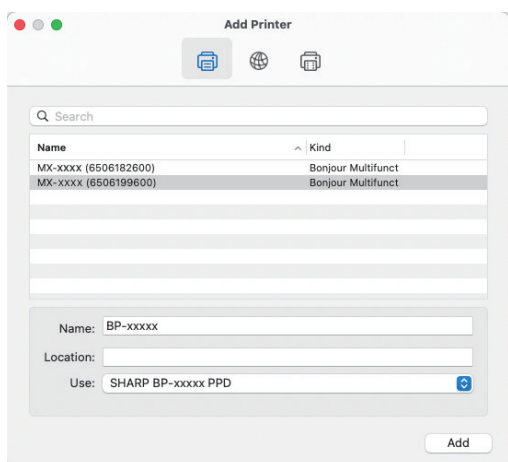 Add Printer
Search
Name Kind
MX-xxxx (6506182600) Bonjour Multifunct
MX-xxxx (6506199600) Bonjour Multifunct
Name: BP-xxxxx
Location:
Use: SHARP BP-xxxxx PPD
Add